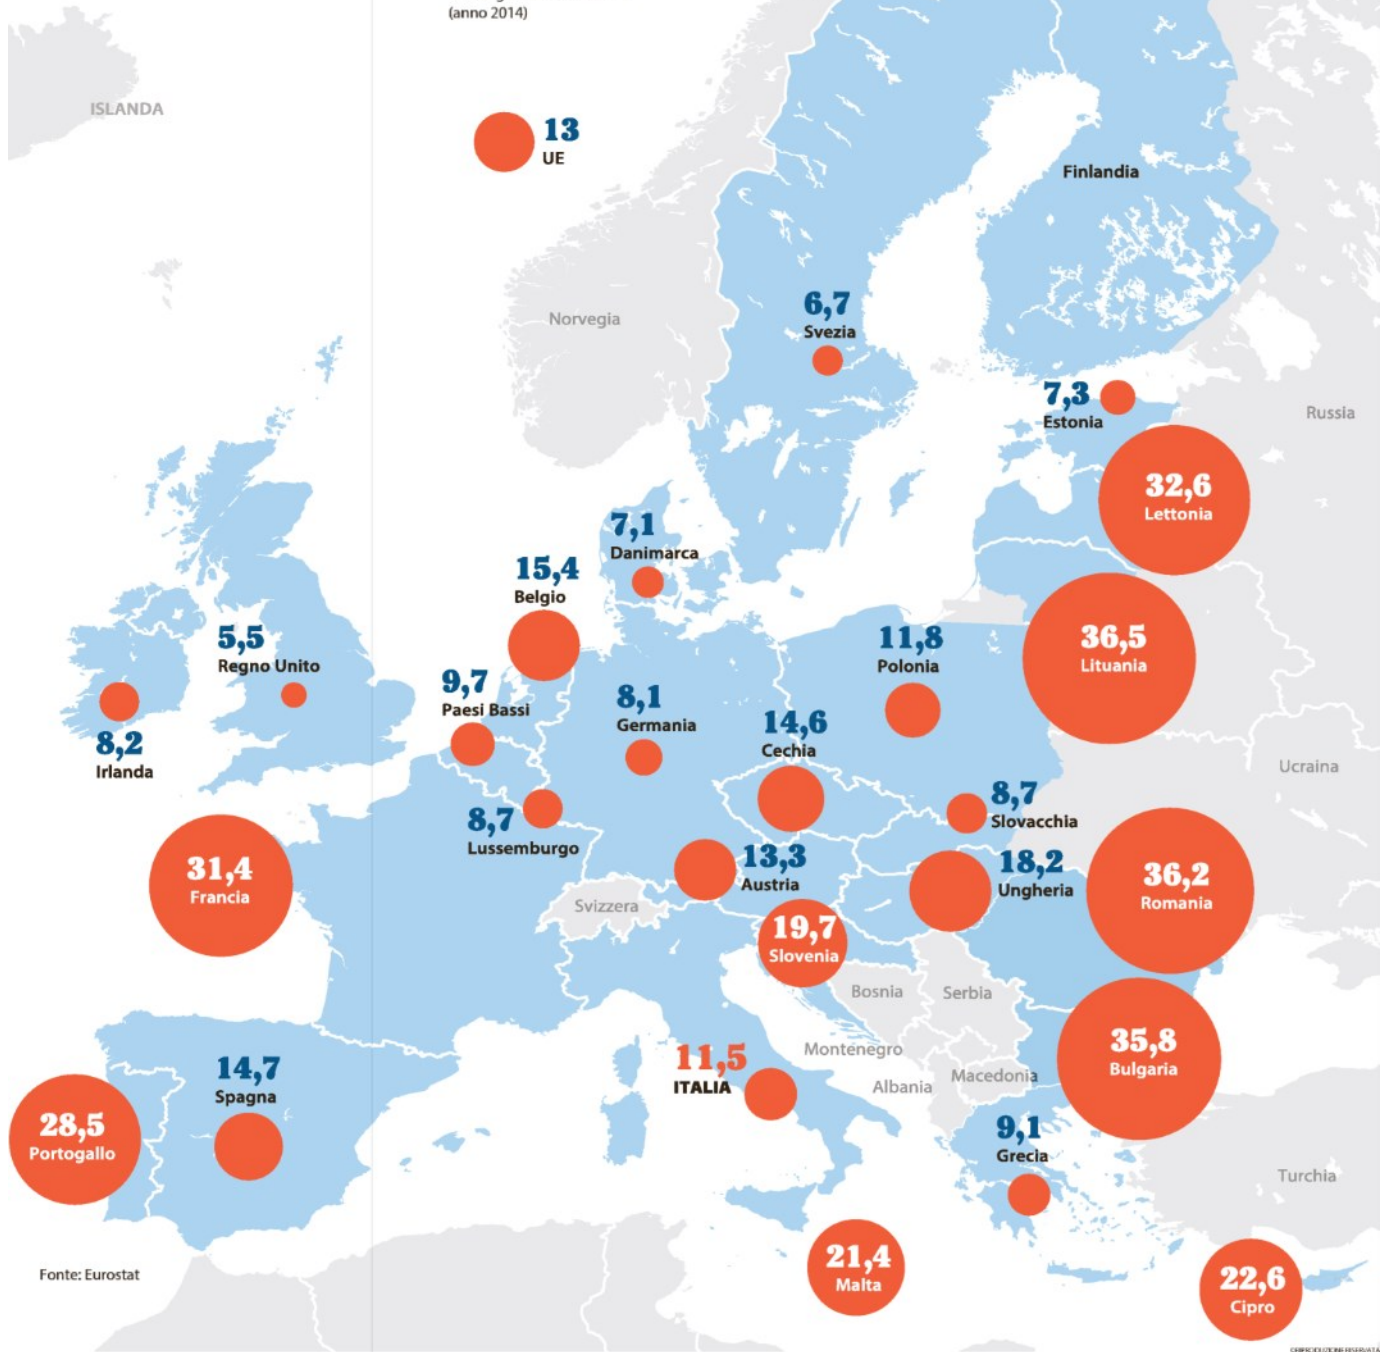 (anno 2014)
ISLANDA
13
UE
Finlandia
Norvegia
6,7
Svezia
7,3
Estonia
Russia
32,6
Lettonia
7,1
Danimarca
15,4
Belgio
5,5
Regno Unito
11,8
Polonia
36,5
Lituania
9,7
Paesi Bassi
8,1
Germania
14,6
Cechia
8,2
Irlanda
Ucraina
8,7
Lussemburgo
8,7
Slovacchia
31,4
Francia
13,3
Austria
18,2
Ungheria
36,2
Romania
Svizzera
19,7
Slovenia
Bosnia
Serbia
Montenegro
11,5
ITALIA
Albania
Macedonia
35,8
Bulgaria
14,7
Spagna
28,5
Portogallo
9,1
Grecia
Turchia
21,4
Malta
22,6
Cipro
Fonte: Eurostat
©RIPRODUZIONE RISERVATA